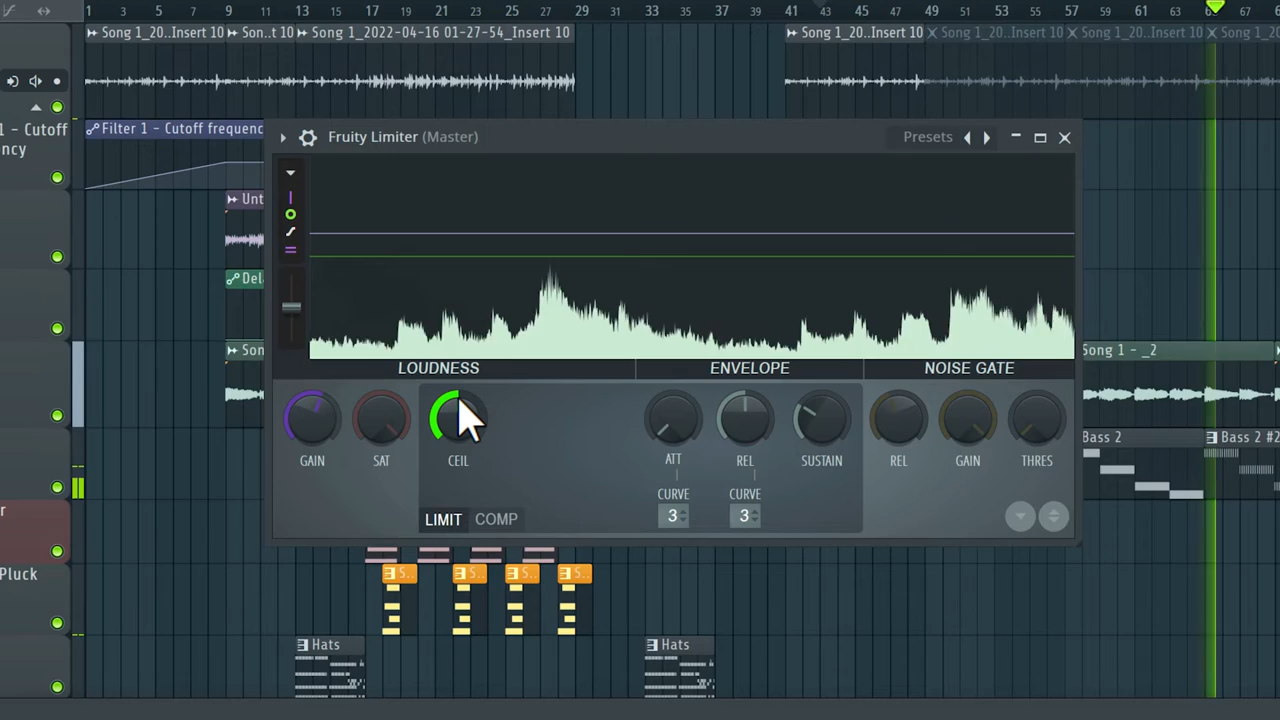 1 3 5 7 9 11 13 15 17 19 21 23 25 27 29 31 33 35 37 39 41 43 45 47 49 51 53 55 57 59 61 63 67
Song 1_20..Insert 10 Son..t 10 Song 1_2022-04-16 01-27-54_Insert 10 Song 1_20..Insert 10 Song 1_20..Insert 10 Song 1_20..Insert 10 Song 1_20
1 - Cutoff
ncy
Filter 1 - Cutoff frequenc
Fruity Limiter (Master)
Presets
Unt
Del
Son
Song 1 - _2
LOUDNESS ENVELOPE NOISE GATE
GAIN SAT CEIL ATT REL SUSTAIN REL GAIN THRES
CURVE CURVE
3 3
LIMIT COMP
Bass 2 Bass 2 #2
r
Pluck
S.. S.. S.. S..
Hats Hats